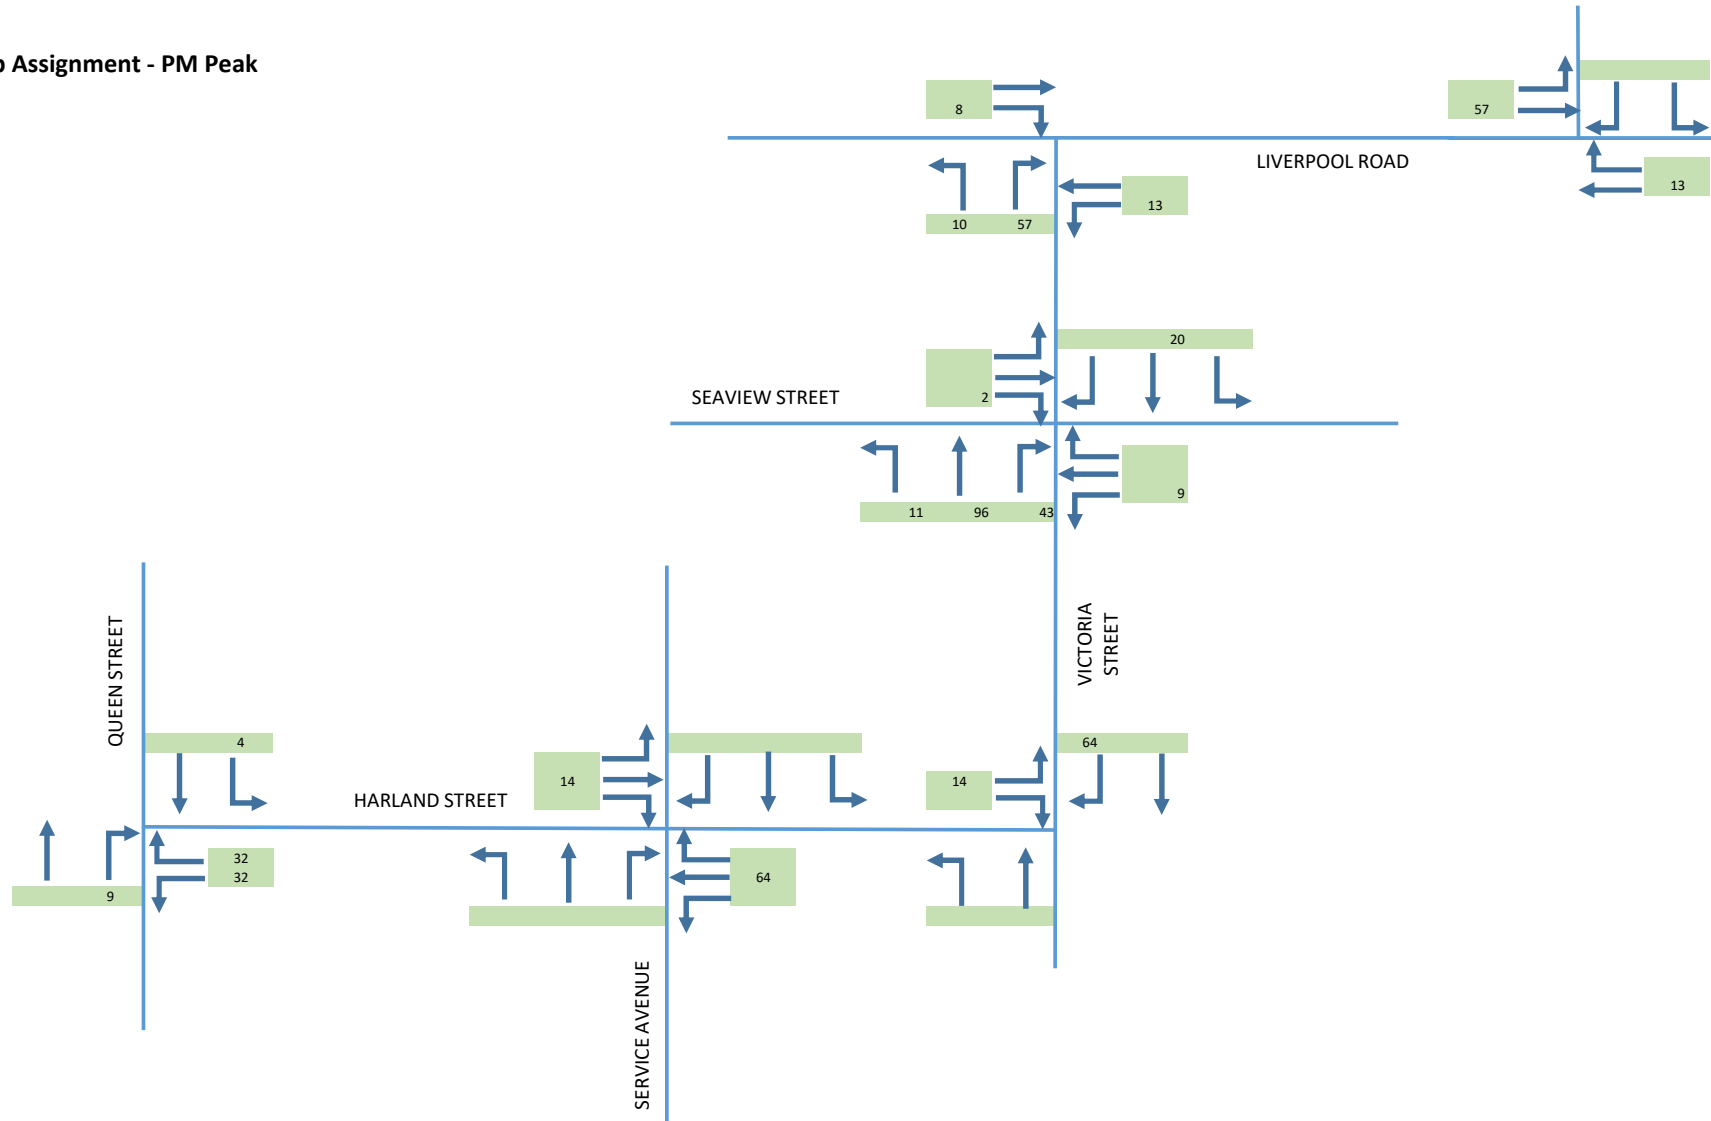 Assignment - PM Peak
57
8
LIVERPOOL ROAD
13
13
10 57
20
SEAVIEW STREET
2
9
11 96 43
QUEEN STREET
VICTORIA
STREET
4
64
14
14
HARLAND STREET
32
32
64
9
SERVICE AVENUE